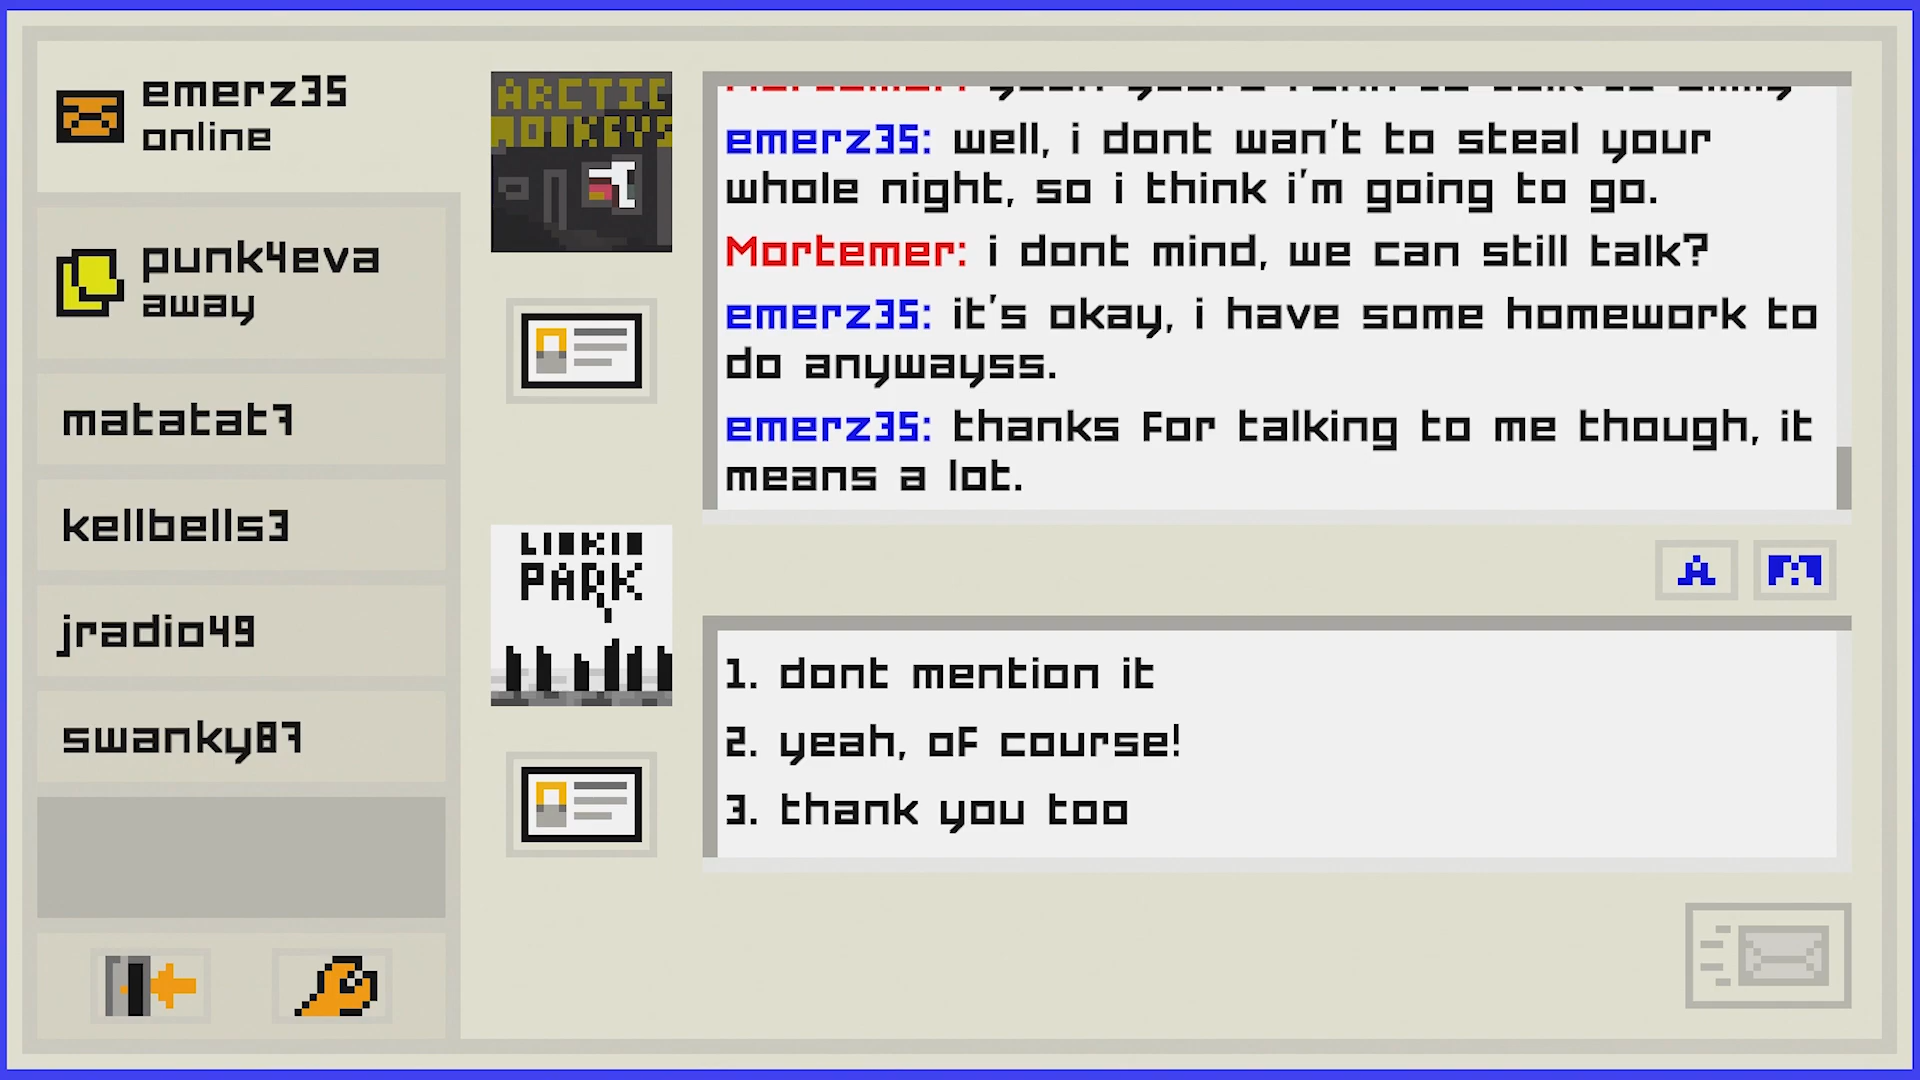 emerz35
online
punk4eva
away
matatat7
kellbells3
jradio49
swanky87
ARCTIC
MONKEYS
LINKIN
PARK
emerz35: well, i dont wan't to steal your
whole night, so i think i'm going to go.
Mortemer: i dont mind, we can still talk?
emerz35: it's okay, i have some homework to
do anywayss.
emerz35: thanks for talking to me though, it
means a lot.
A
1. dont mention it
2. yeah, of course!
3. thank you too